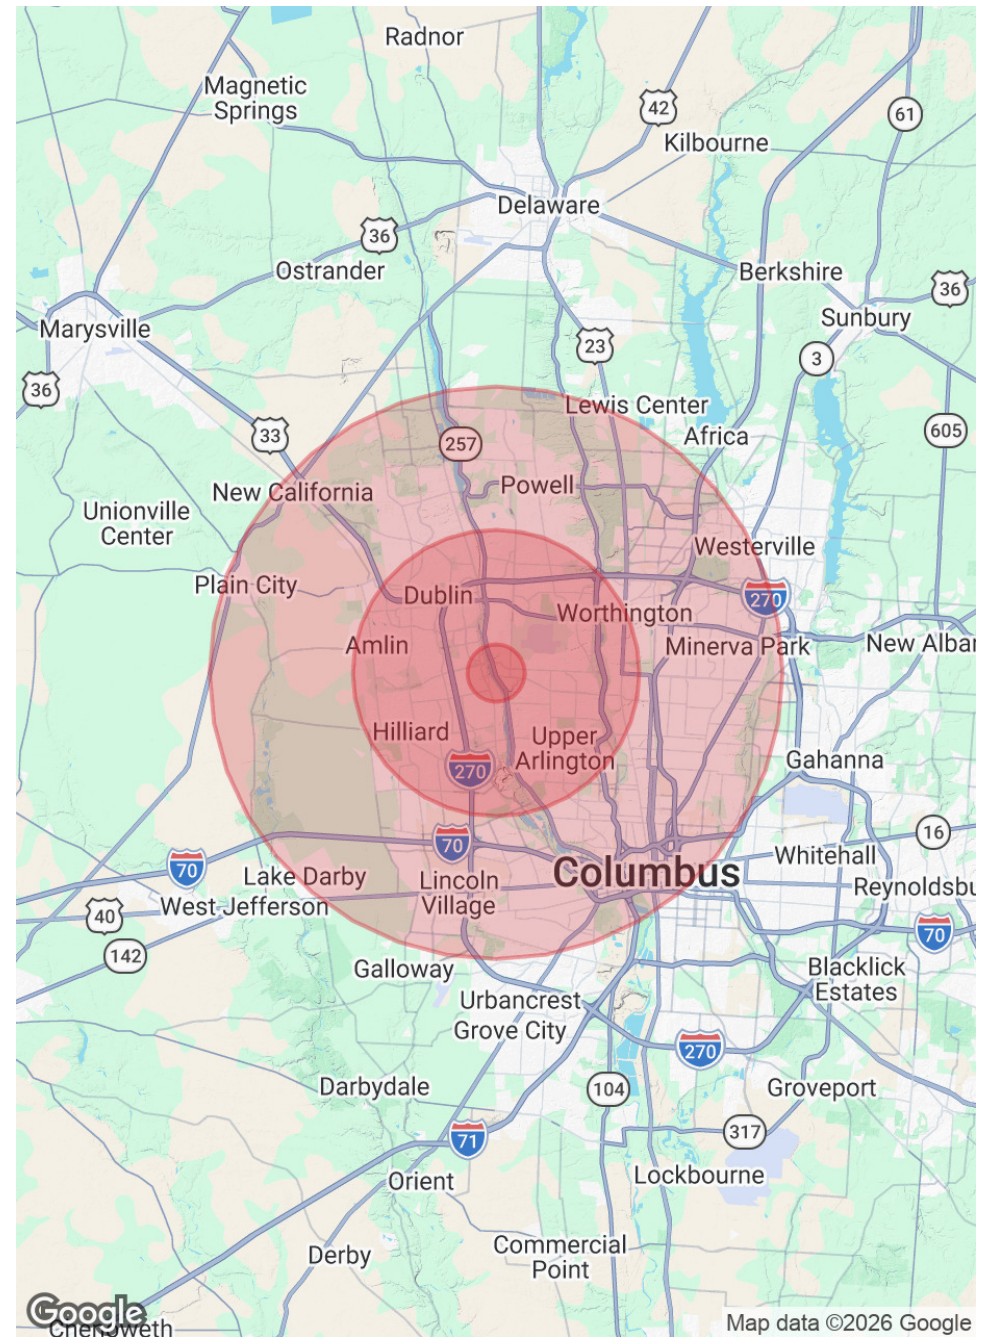 Radnor
Magnetic
Springs
42
61
Kilbourne
Delaware
36
Ostrander
Berkshire
36
Sunbury
Marysville
23
3
36
Lewis Center
33
257
Africa
605
New California
Powell
Unionville
Center
Westerville
Plain City
Dublin
270
Worthington
Amlin
Minerva Park
New Albar
Hilliard
Upper
Arlington
270
Gahanna
70
16
70
Whitehall
Columbus
Lake Darby
Lincoln
Village
Reynoldsbu
West Jefferson
40
70
142
Galloway
Blacklick
Estates
Urbancrest
Grove City
270
Darbydale
104
Groveport
317
71
Orient
Lockbourne
Derby
Commercial
Point
Google
Chenoweth
Map data ©2026 Google